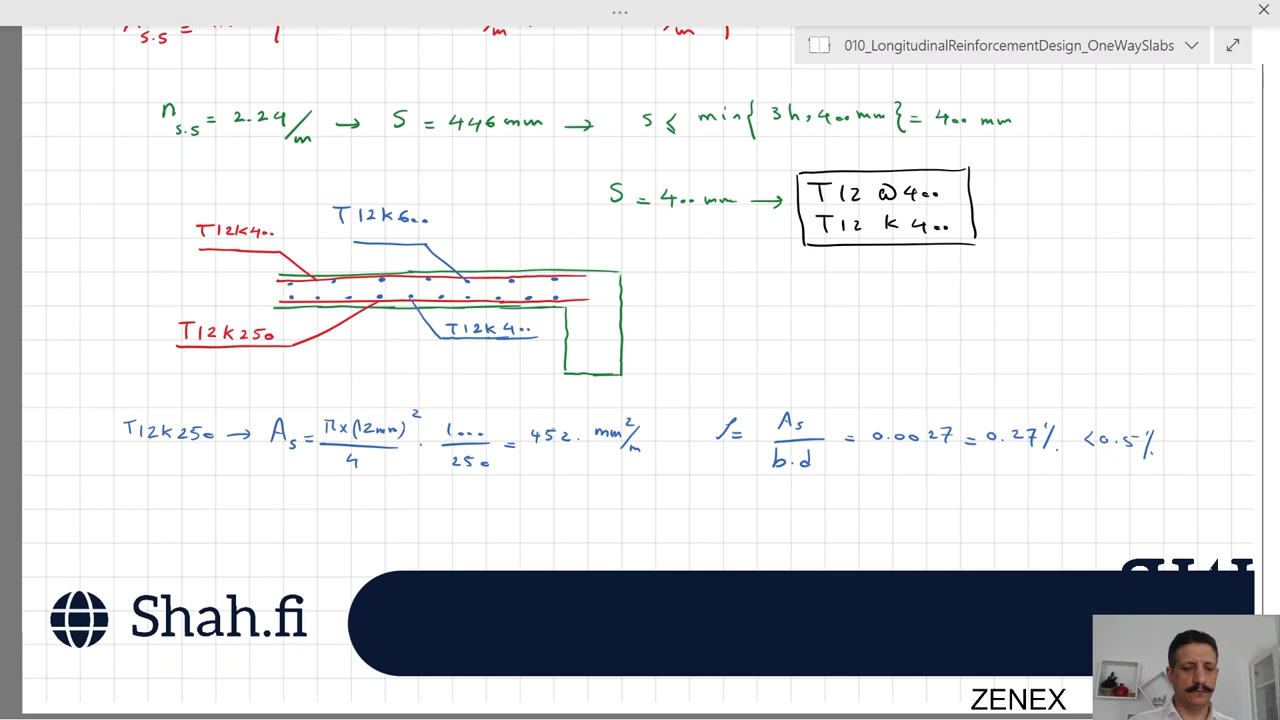 010_LongitudinalReinforcementDesign_OneWaySlabs
s.s =
/m /m
n s.s = 2.24/m → S = 446 mm → s ≤ min{3h, 400 mm} = 400 mm
S = 400 mm → T12 @ 400
T12 k 400
T12k600
T12k400
T12k250
T12k400
T12k250 → As = π×(12mm)²/4 · 1000/250 = 452. mm²/m ρ = As/b.d = 0.0027 = 0.27% < 0.5%
Shah.fi
ZENEX